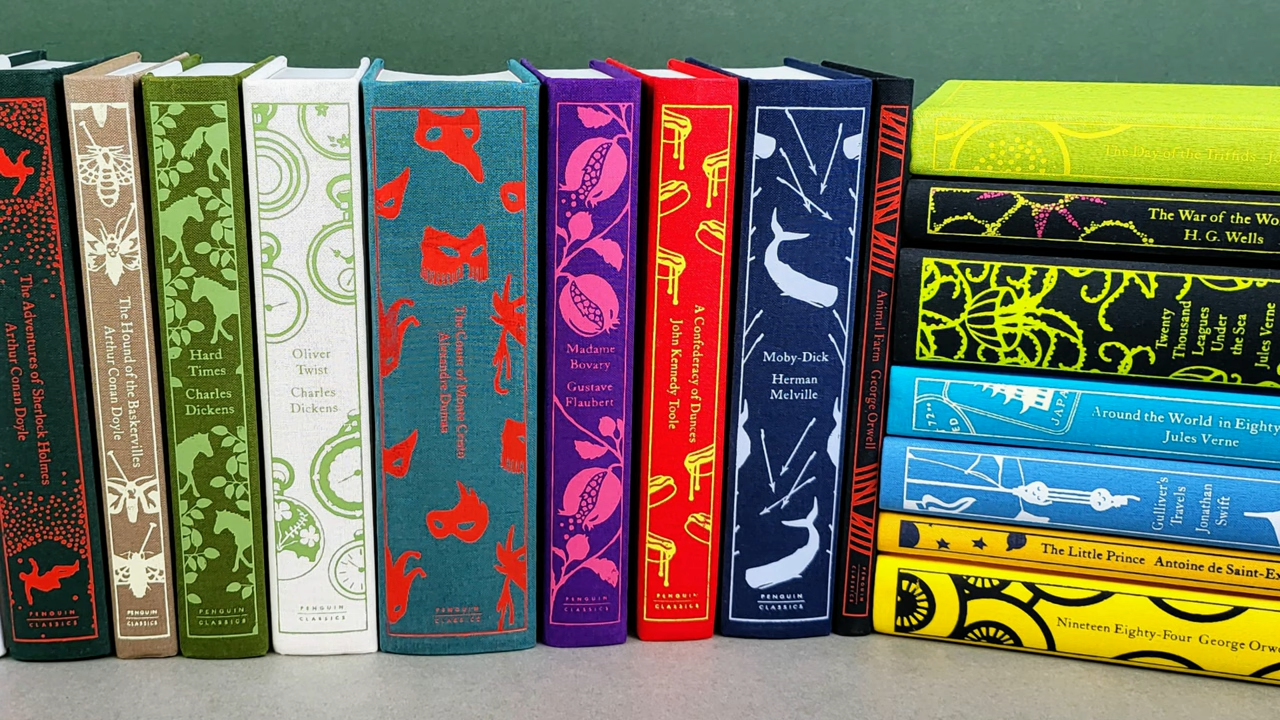 The Adventures of Sherlock Holmes
Arthur Conan Doyle
PENGUIN
CLASSICS
The Hound of the Baskervilles
Arthur Conan Doyle
PENGUIN
CLASSICS
Hard
Times
Charles
Dickens
PENGUIN
CLASSICS
Oliver
Twist
Charles
Dickens
PENGUIN
CLASSICS
The Count of Monte Cristo
Alexandre Dumas
PENGUIN
CLASSICS
Madame
Bovary
Gustave
Flaubert
PENGUIN
CLASSICS
A Confederacy of Dunces
John Kennedy Toole
PENGUIN
CLASSICS
Moby-Dick
Herman
Melville
PENGUIN
CLASSICS
Animal Farm George Orwell
PENGUIN
CLASSICS
The Day of the Triffids J
The War of the Wo
H. G. Wells
Twenty
Thousand
Leagues
Under
the Sea
Jules Verne
72
JAPA
Around the World in Eighty
Jules Verne
Gulliver's
Travels
Jonathan
Swift
The Little Prince Antoine de Saint-Ex
Nineteen Eighty-Four George Orwe